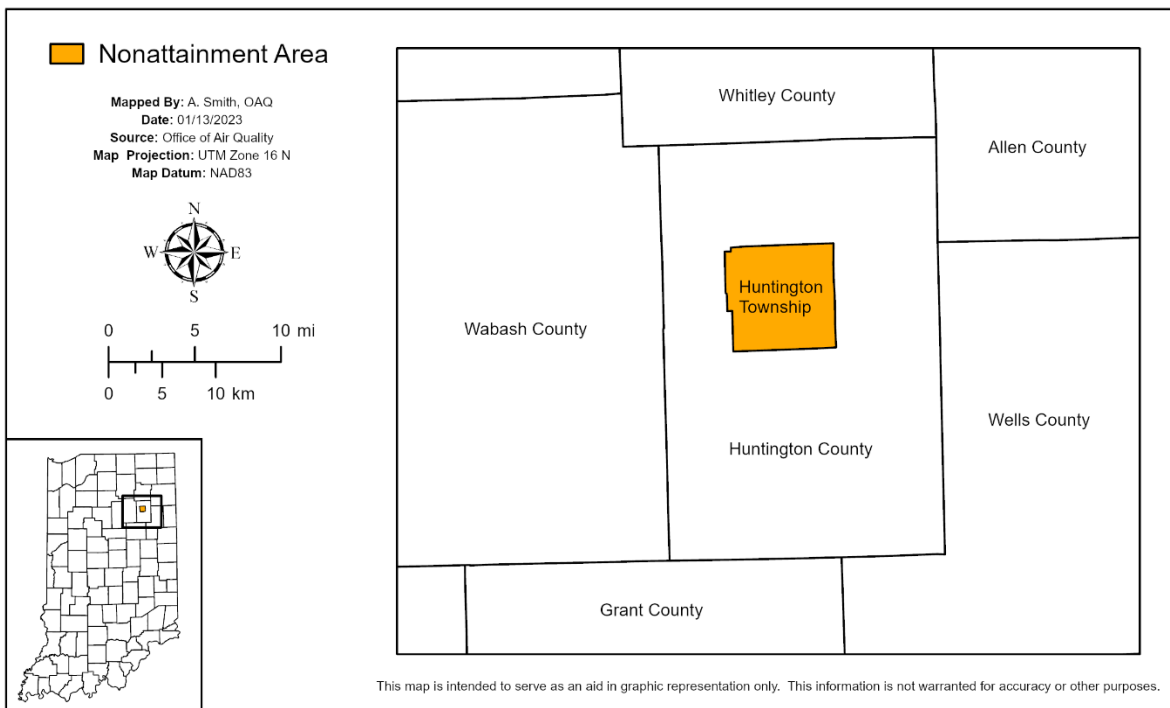 Nonattainment Area
Mapped By: A. Smith, OAQ
Date: 01/13/2023
Source: Office of Air Quality
Map Projection: UTM Zone 16 N
Map Datum: NAD83
N
W E
S
0 5 10 mi
0 5 10 km
Whitley County
Allen County
Huntington
Township
Wabash County
Wells County
Huntington County
Grant County
This map is intended to serve as an aid in graphic representation only. This information is not warranted for accuracy or other purposes.